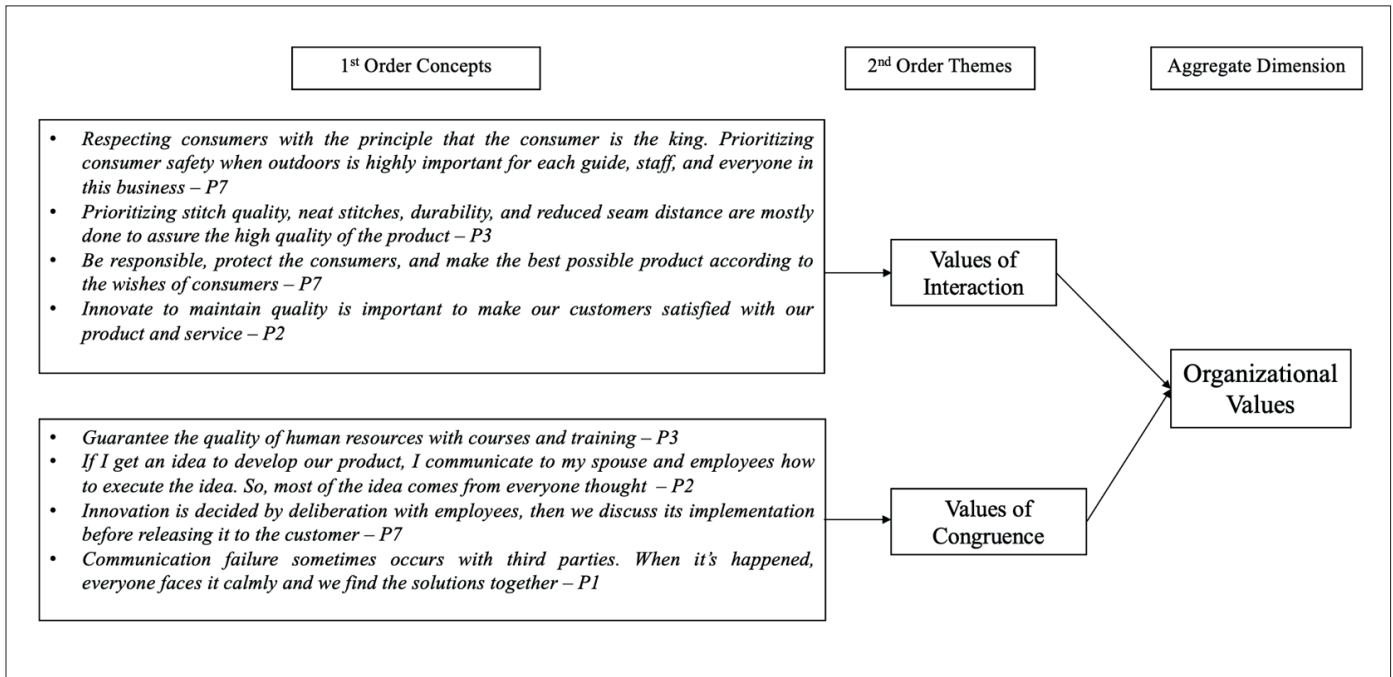 1st Order Concepts
2nd Order Themes
Aggregate Dimension
• Respecting consumers with the principle that the consumer is the king. Prioritizing
consumer safety when outdoors is highly important for each guide, staff, and everyone in
this business – P7
• Prioritizing stitch quality, neat stitches, durability, and reduced seam distance are mostly
done to assure the high quality of the product – P3
• Be responsible, protect the consumers, and make the best possible product according to
the wishes of consumers – P7
• Innovate to maintain quality is important to make our customers satisfied with our
product and service – P2
Values of
Interaction
• Guarantee the quality of human resources with courses and training – P3
• If I get an idea to develop our product, I communicate to my spouse and employees how
to execute the idea. So, most of the idea comes from everyone thought – P2
• Innovation is decided by deliberation with employees, then we discuss its implementation
before releasing it to the customer – P7
• Communication failure sometimes occurs with third parties. When it's happened,
everyone faces it calmly and we find the solutions together – P1
Values of
Congruence
Organizational
Values